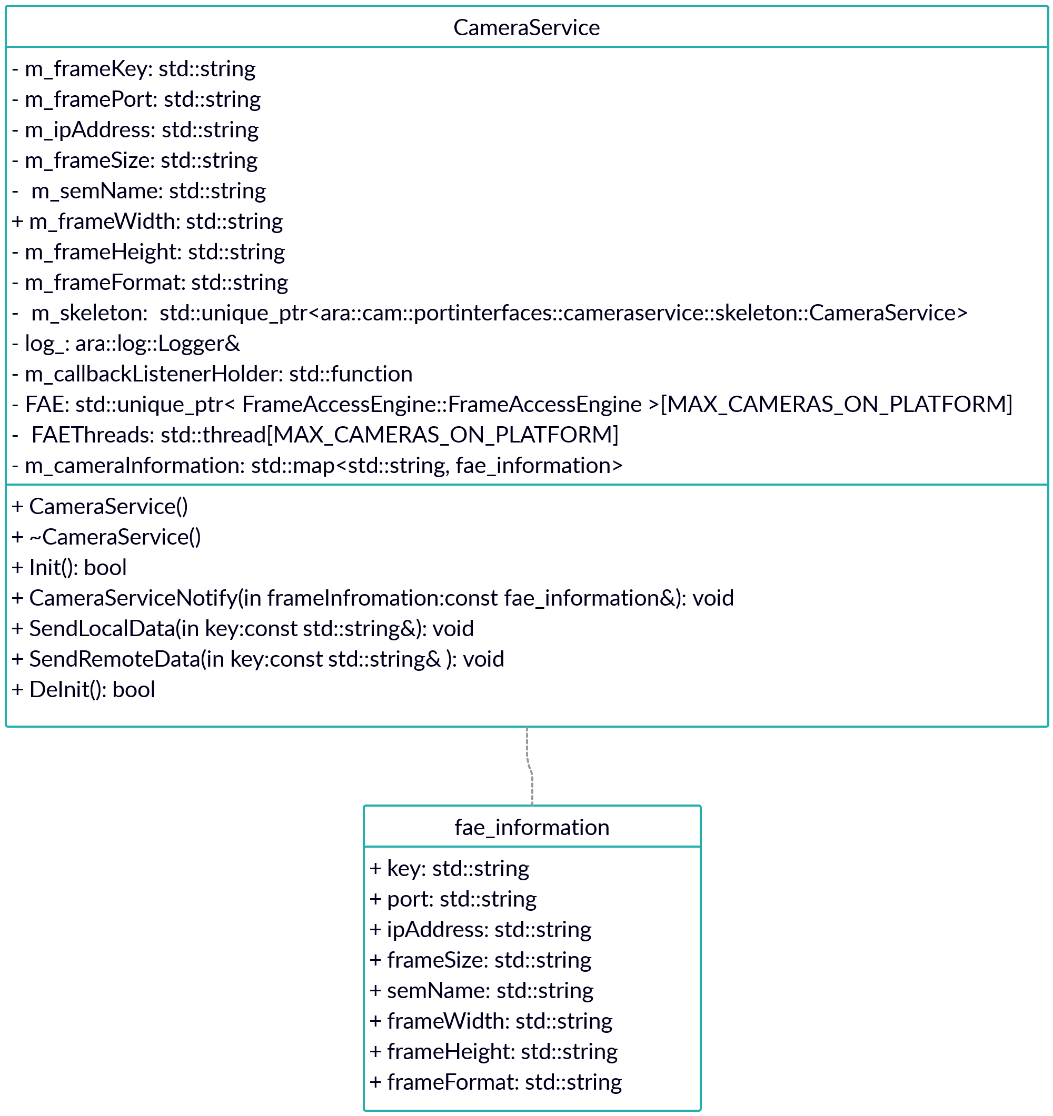 CameraService
- m_frameKey: std::string
- m_framePort: std::string
- m_ipAddress: std::string
- m_frameSize: std::string
- m_semName: std::string
+ m_frameWidth: std::string
- m_frameHeight: std::string
- m_frameFormat: std::string
- m_skeleton: std::unique_ptr<ara::cam::portinterfaces::cameraservice::skeleton::CameraService>
- log_: ara::log::Logger&
- m_callbackListenerHolder: std::function
- FAE: std::unique_ptr< FrameAccessEngine::FrameAccessEngine >[MAX_CAMERAS_ON_PLATFORM]
- FAEThreads: std::thread[MAX_CAMERAS_ON_PLATFORM]
- m_cameraInformation: std::map<std::string, fae_information>
+ CameraService()
+ ~CameraService()
+ Init(): bool
+ CameraServiceNotify(in frameInfromation:const fae_information&): void
+ SendLocalData(in key:const std::string&): void
+ SendRemoteData(in key:const std::string& ): void
+ DeInit(): bool
fae_information
+ key: std::string
+ port: std::string
+ ipAddress: std::string
+ frameSize: std::string
+ semName: std::string
+ frameWidth: std::string
+ frameHeight: std::string
+ frameFormat: std::string